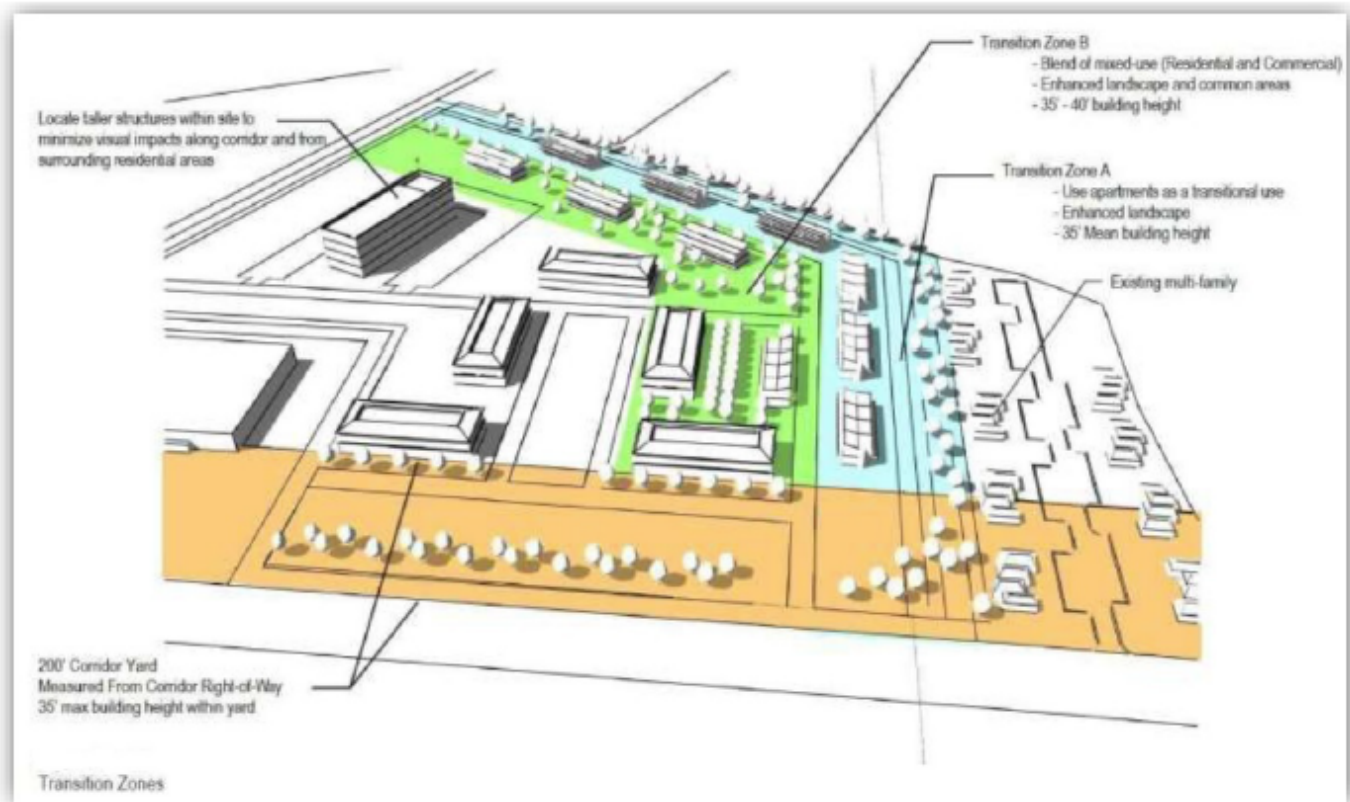 Transition Zone B
- Blend of mixed-use (Residential and Commercial)
- Enhanced landscape and common areas
- 35' - 40' building height
Locate taller structures within site to
minimize visual impacts along corridor and from
surrounding residential areas
Transition Zone A
- Use apartments as a transitional use
- Enhanced landscape
- 35' Mean building height
Existing multi-family
200' Corridor Yard
Measured From Corridor Right-of-Way
35' max building height within yard
Transition Zones